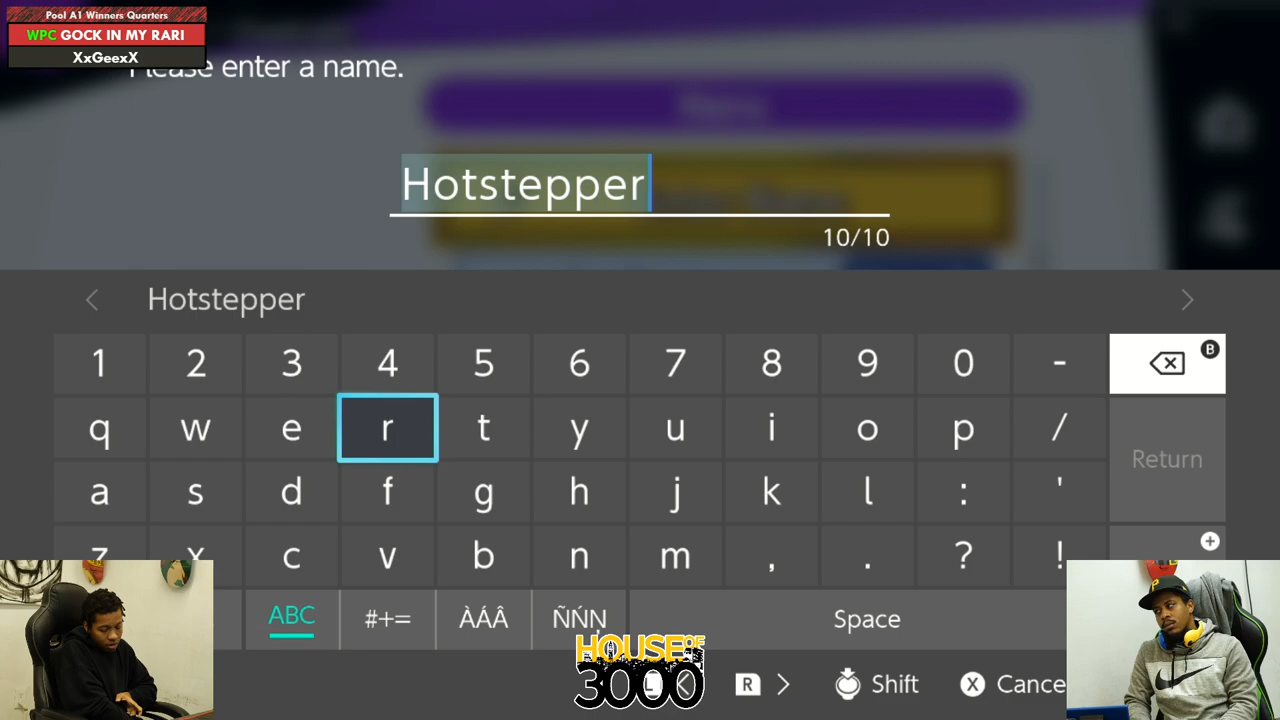 Pool A1 Winners Quarters
WPC GOCK IN MY RARI
XxGeexX
Please enter a name.
Hotstepper
10/10
Hotstepper
1 2 3 4 5 6 7 8 9 0 -
B
q w e r t y u i o p /
Return
a s d f g h j k l : '
z x c v b n m , . ? !
+
ABC #+= ÀÁÂ ÑŃŅ Space
HOUSE OF
3000
L R Shift X Cance